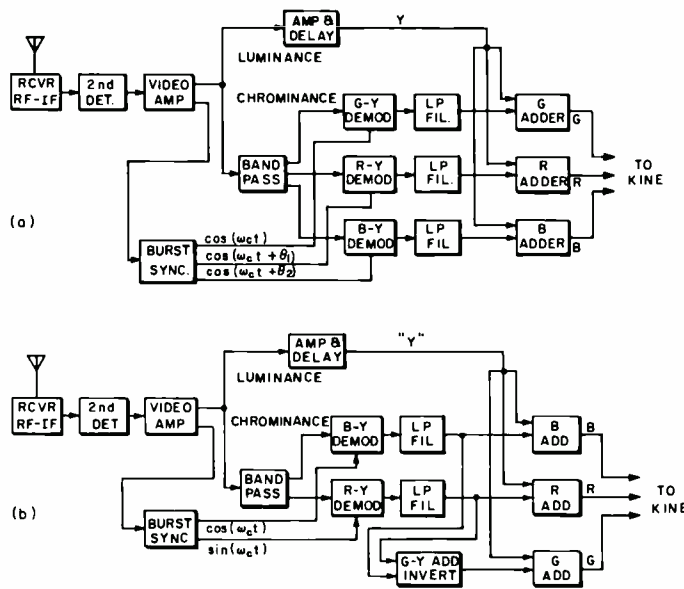 AMP &
DELAY
Y
LUMINANCE
RCVR
RF-IF
2nd
DET.
VIDEO
AMP
CHROMINANCE
G-Y
DEMOD
LP
FIL.
G
ADDER
G
BAND
PASS
R-Y
DEMOD
LP
FIL.
R
ADDER
R
TO
KINE
(a)
B-Y
DEMOD
LP
FIL
B
ADDER
B
BURST
SYNC.
cos(ωct)
cos(ωct + θ1)
cos(ωct + θ2)
AMP &
DELAY
"Y"
LUMINANCE
RCVR
RF-IF
2nd
DET
VIDEO
AMP
CHROMINANCE
B-Y
DEMOD
LP
FIL
B
ADD
B
BAND
PASS
R-Y
DEMOD
LP
FIL
R
ADD
R
TO
KINE
(b)
BURST
SYNC
cos(ωct)
sin(ωct)
G-Y ADD
INVERT
G
ADD
G